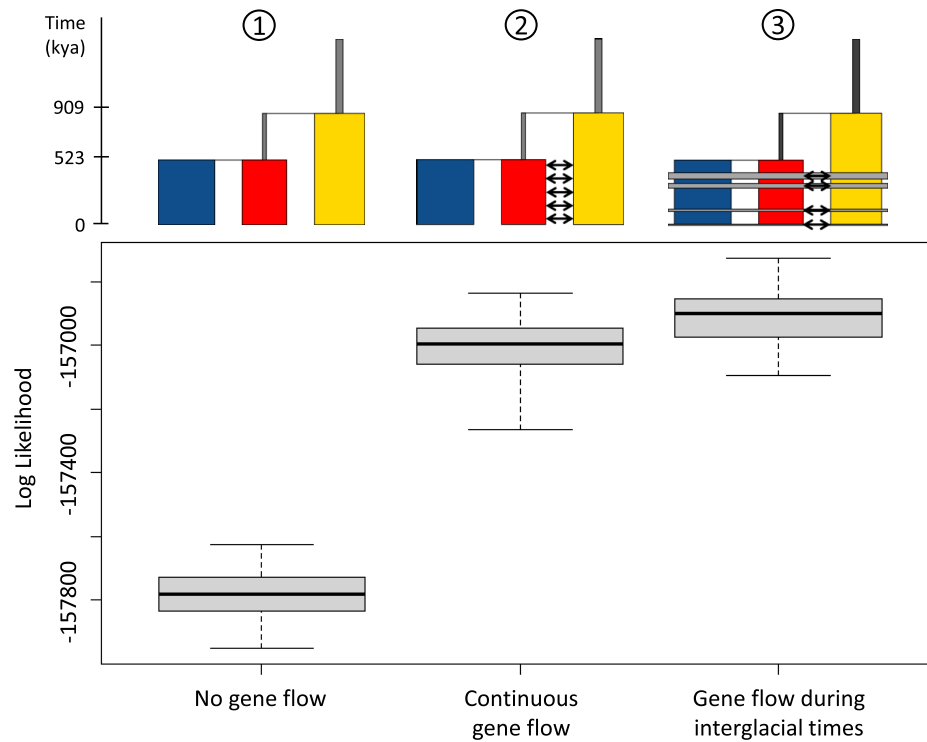 Time
(kya)
1
2
3
909
523
0
Log Likelihood
-157000
-157400
-157800
No gene flow
Continuous
gene flow
Gene flow during
interglacial times